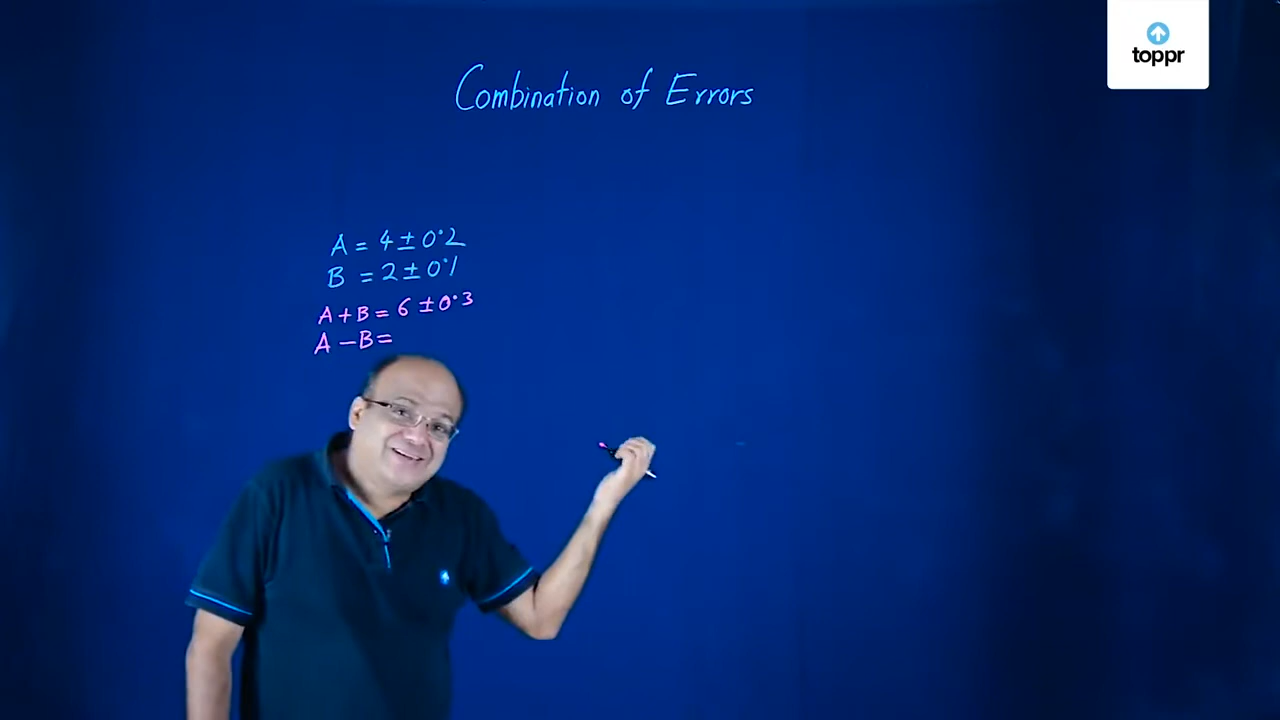 toppr
Combination of Errors
A = 4 ± 0.2
B = 2 ± 0.1
A + B = 6 ± 0.3
A − B =